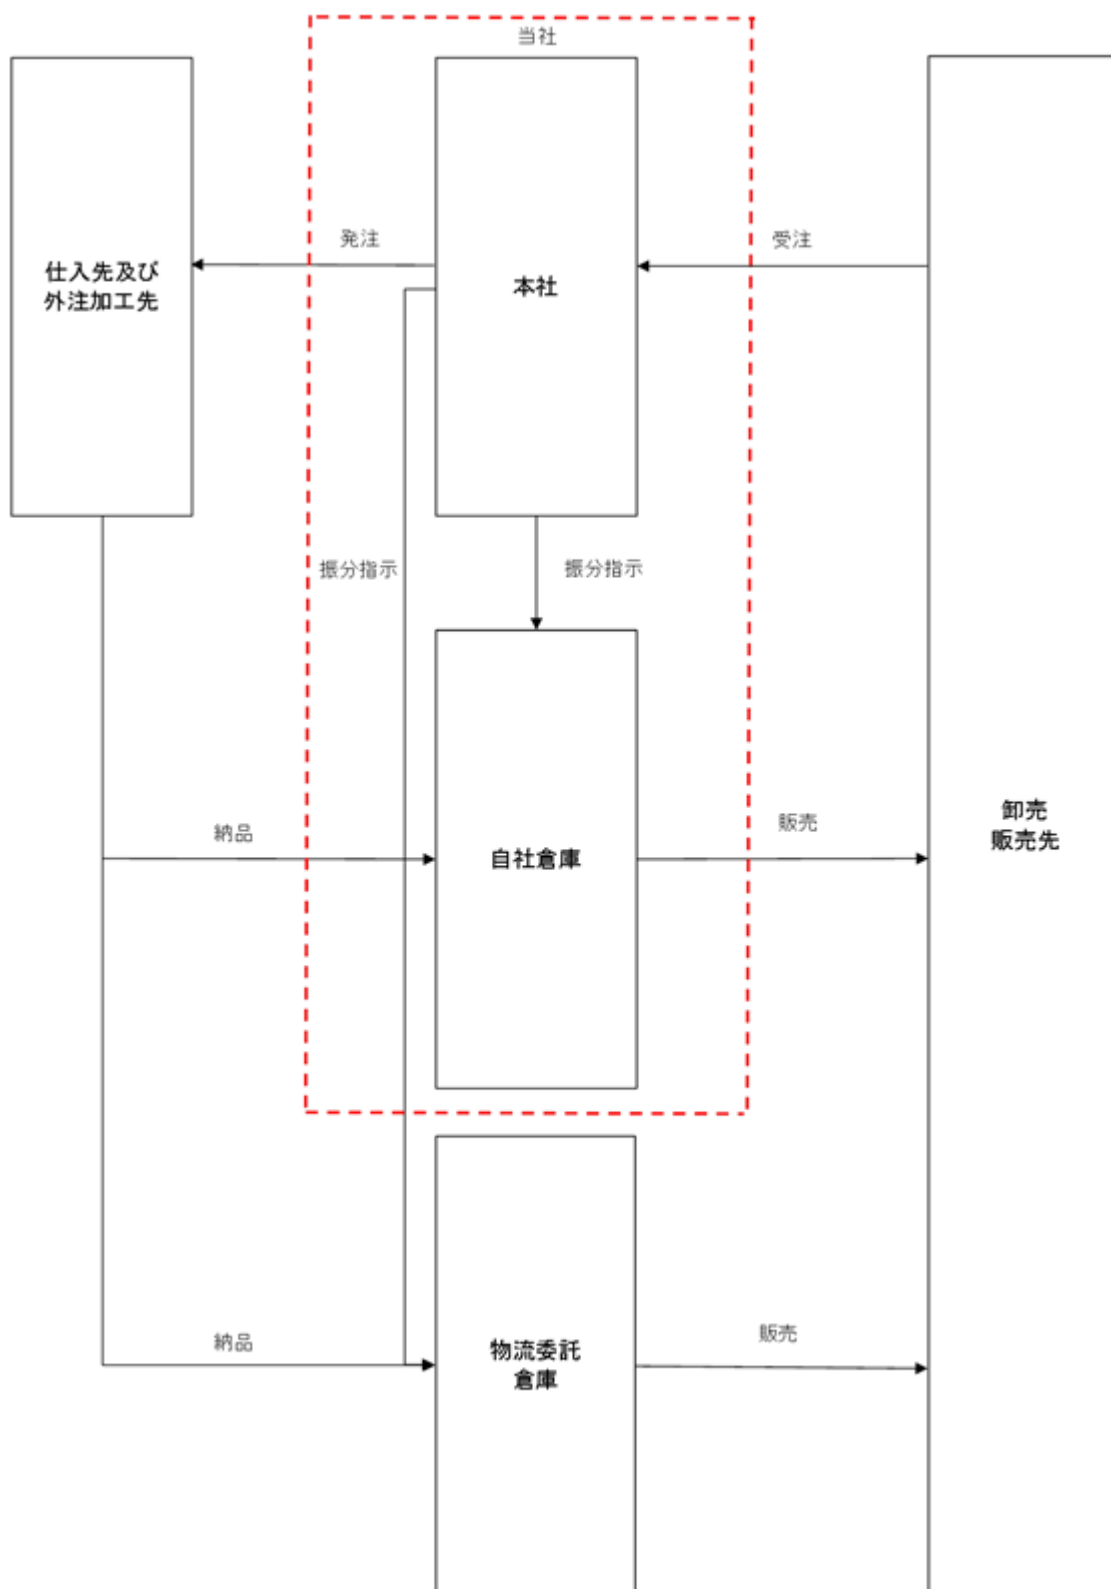 当社
発注
受注
仕入先及び
外注加工先
本社
振分指示
振分指示
納品
自社倉庫
販売
卸売
販売先
納品
物流委託
倉庫
販売